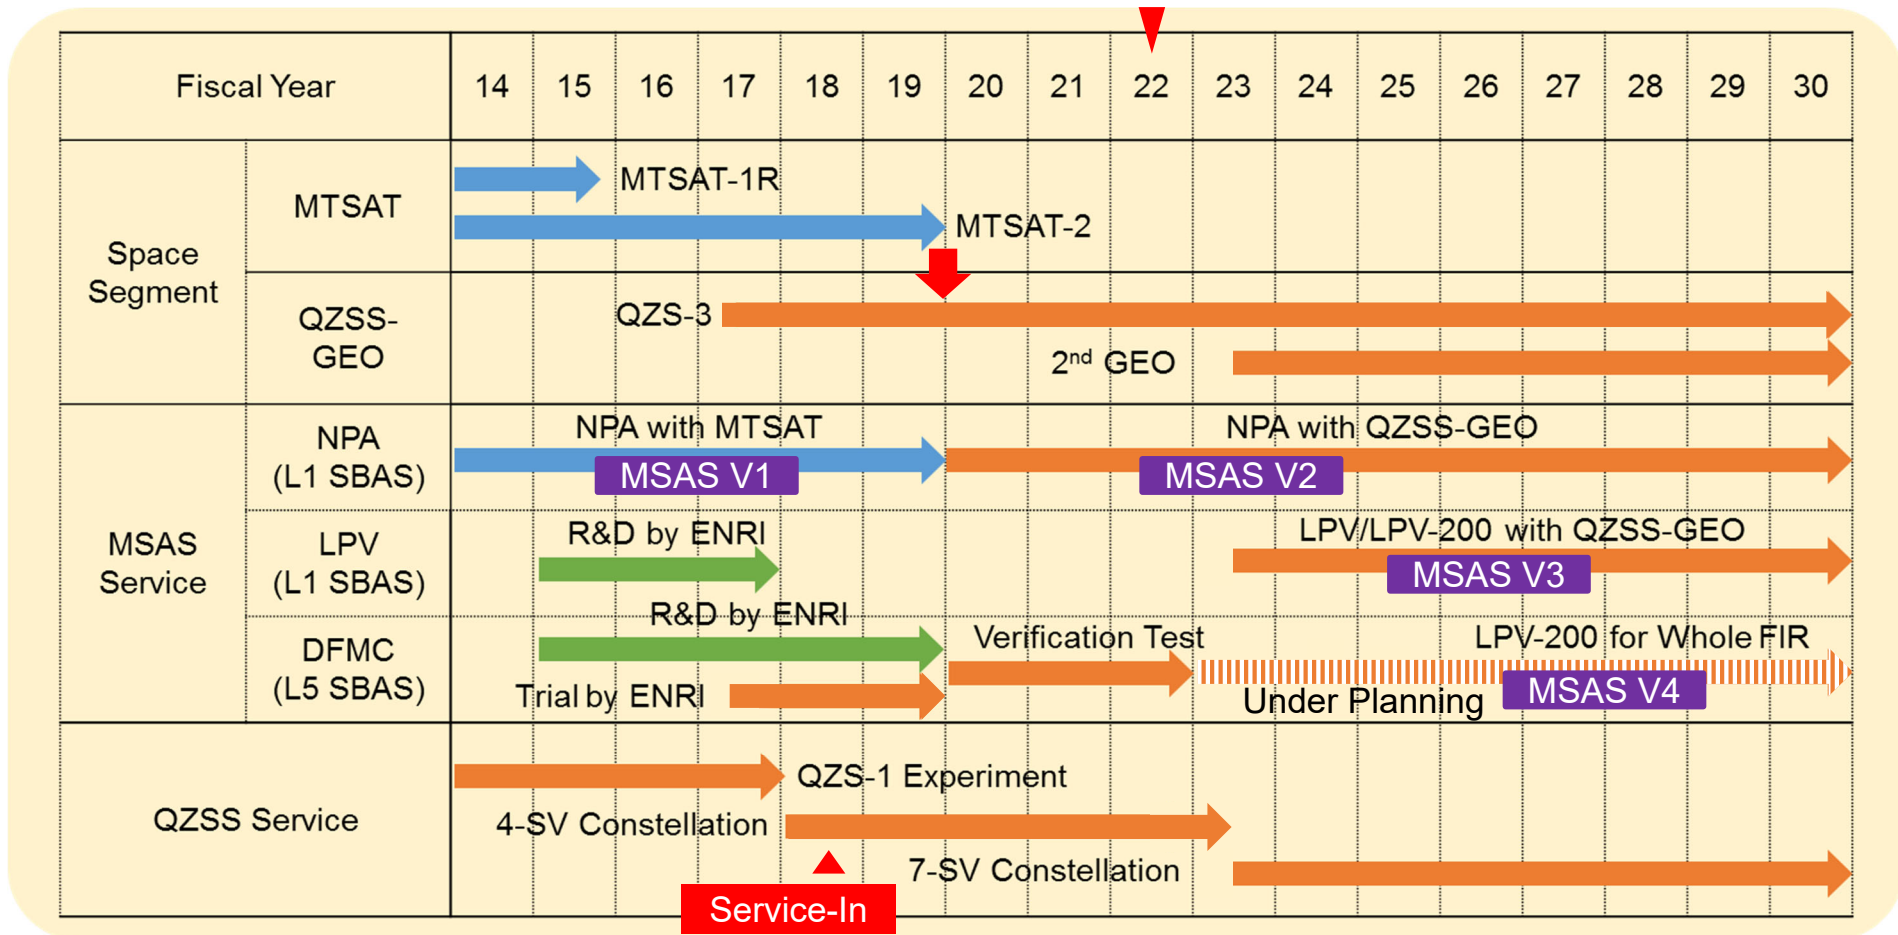 Fiscal Year 14 15 16 17 18 19 20 21 22 23 24 25 26 27 28 29 30
Space
Segment
MTSAT
MTSAT-1R
MTSAT-2
QZSS-
GEO
QZS-3
2nd GEO
MSAS
Service
NPA
(L1 SBAS)
NPA with MTSAT
MSAS V1
NPA with QZSS-GEO
MSAS V2
LPV
(L1 SBAS)
R&D by ENRI
LPV/LPV-200 with QZSS-GEO
MSAS V3
DFMC
(L5 SBAS)
R&D by ENRI
Trial by ENRI
Verification Test
LPV-200 for Whole FIR
Under Planning
MSAS V4
QZSS Service
QZS-1 Experiment
4-SV Constellation
7-SV Constellation
Service-In